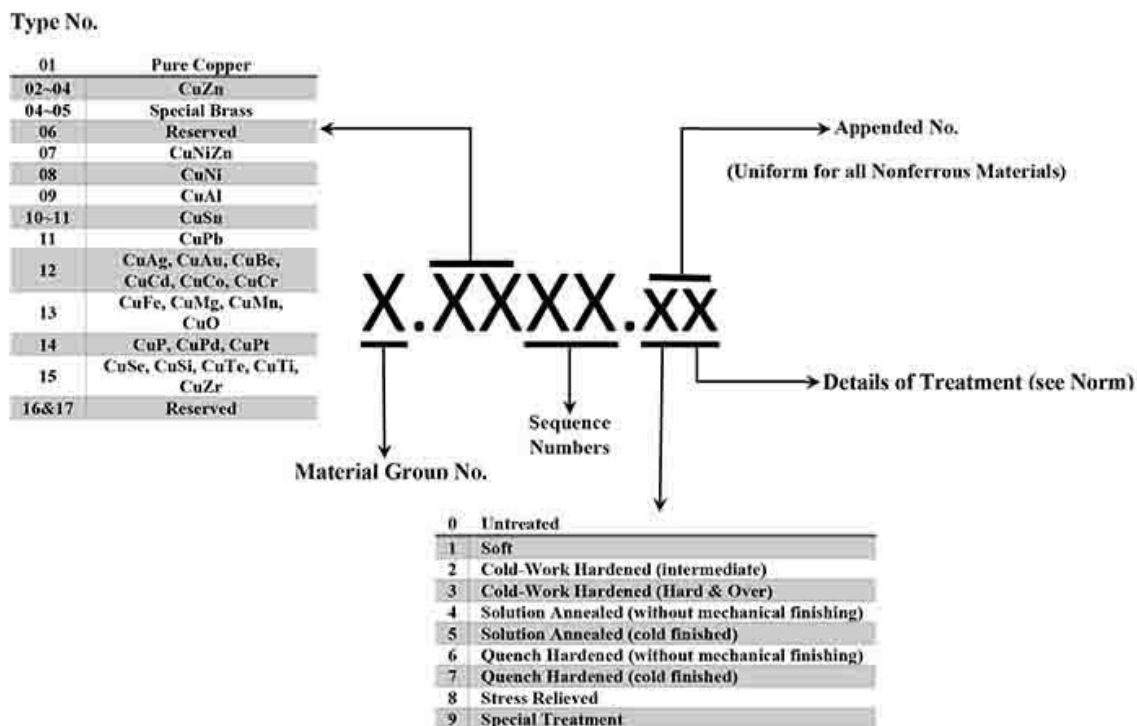 Type No.
01 Pure Copper
02~04 CuZn
04~05 Special Brass
06 Reserved
07 CuNiZn
08 CuNi
09 CuAl
10~11 CuSn
11 CuPb
12 CuAg, CuAu, CuBe,
CuCd, CuCo, CuCr
13 CuFe, CuMg, CuMn,
CuO
14 CuP, CuPd, CuPt
15 CuSe, CuSi, CuTe, CuTi,
CuZr
16&17 Reserved
Appended No.
(Uniform for all Nonferrous Materials)
X.XXXX.XX
Details of Treatment (see Norm)
Sequence
Numbers
Material Groun No.
0 Untreated
1 Soft
2 Cold-Work Hardened (intermediate)
3 Cold-Work Hardened (Hard & Over)
4 Solution Annealed (without mechanical finishing)
5 Solution Annealed (cold finished)
6 Quench Hardened (without mechanical finishing)
7 Quench Hardened (cold finished)
8 Stress Relieved
9 Special Treatment